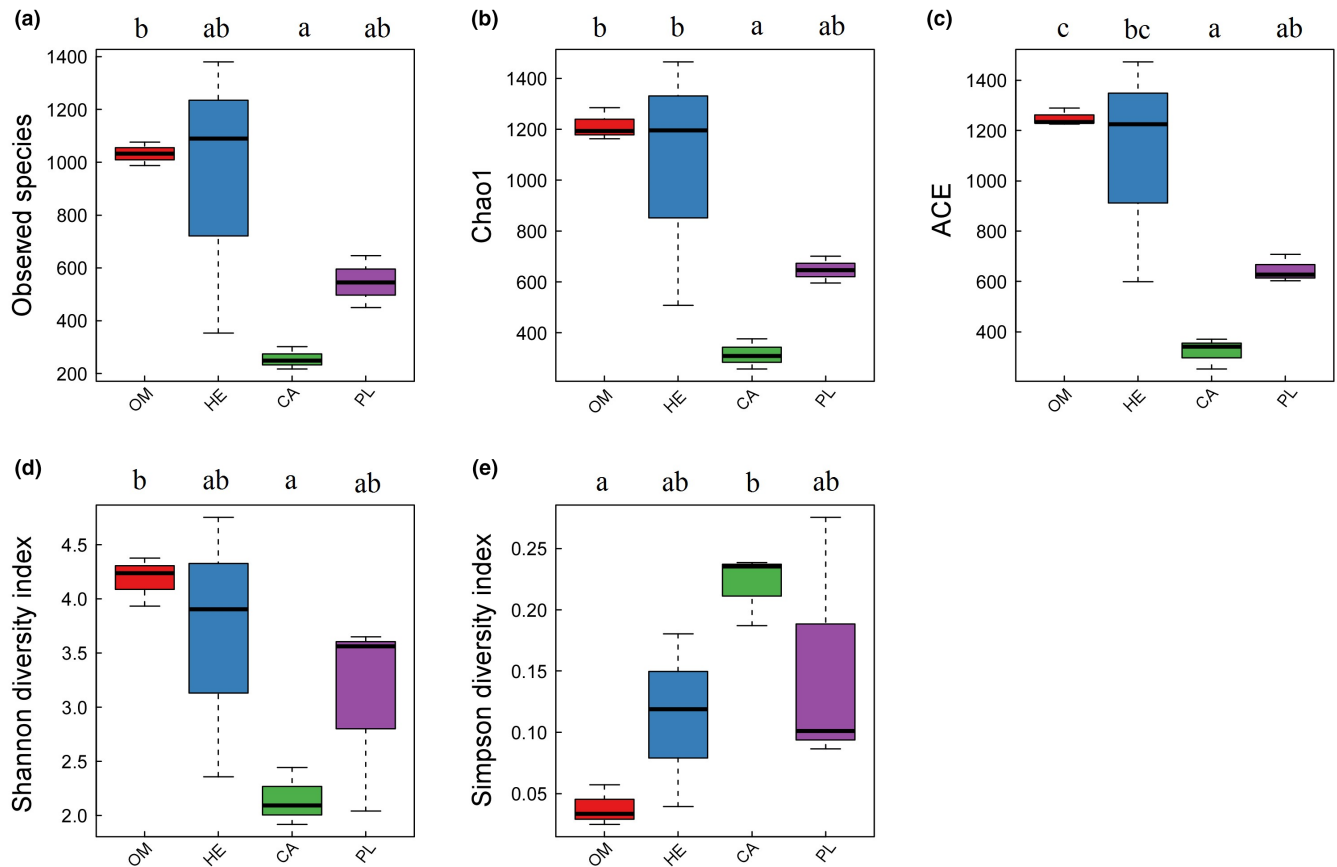 (a)
b ab a ab
Observed species
1400
1200
1000
800
600
400
200
OM HE CA PL
(b)
b b a ab
Chao1
1400
1200
1000
800
600
400
OM HE CA PL
(c)
c bc a ab
ACE
1400
1200
1000
800
600
400
OM HE CA PL
(d)
b ab a ab
Shannon diversity index
4.5
4.0
3.5
3.0
2.5
2.0
OM HE CA PL
(e)
a ab b ab
Simpson diversity index
0.25
0.20
0.15
0.10
0.05
OM HE CA PL